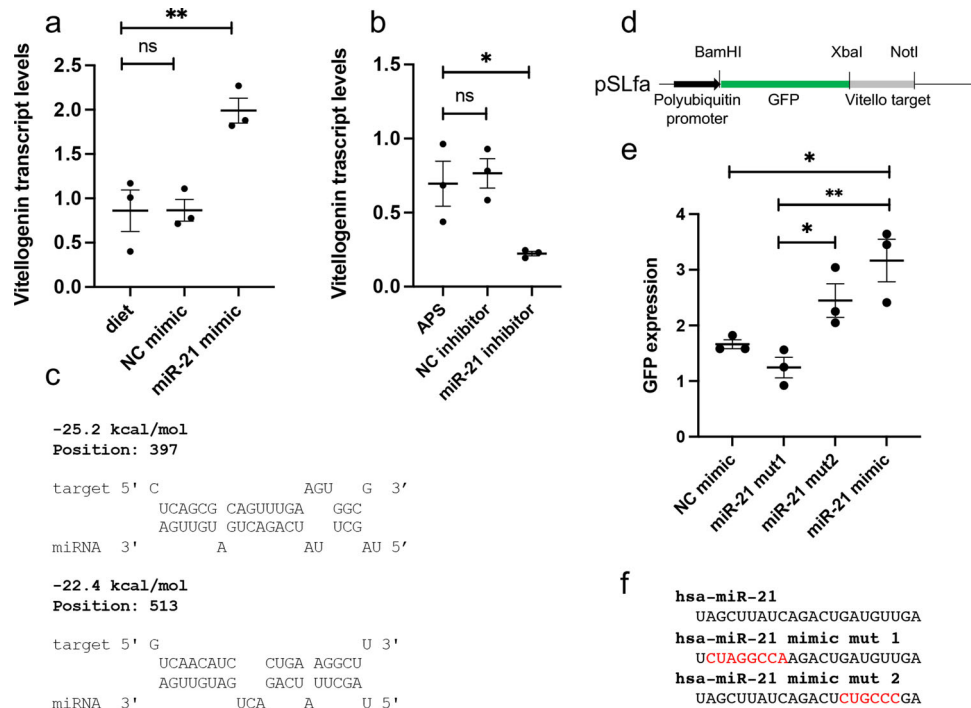 a
**
ns
Vitellogenin transcript levels
2.5
2.0
1.5
1.0
0.5
0.0
diet
NC mimic
miR-21 mimic
b
*
ns
Vitellogenin trascript levels
1.5
1.0
0.5
0.0
APS
NC inhibitor
miR-21 inhibitor
c
-25.2 kcal/mol
Position: 397
target 5' C AGU G 3'
UCAGCG CAGUUUGA GGC
AGUUGU GUCAGACU UCG
miRNA 3' A AU AU 5'
-22.4 kcal/mol
Position: 513
target 5' G U 3'
UCAACAUC CUGA AGGCU
AGUUGUAG GACU UUCGA
miRNA 3' UCA A U 5'
d
BamHI XbaI NotI
pSLfa
Polyubiquitin promoter
GFP
Vitello target
e
*
**
*
GFP expression
4
3
2
1
0
NC mimic
miR-21 mut1
miR-21 mut2
miR-21 mimic
f
hsa-miR-21
UAGCUUAUCAGACUGAUGUUGA
hsa-miR-21 mimic mut 1
UCUAGGCCAAGACUGAUGUUGA
hsa-miR-21 mimic mut 2
UAGCUUAUCAGACUCUGCCCGA